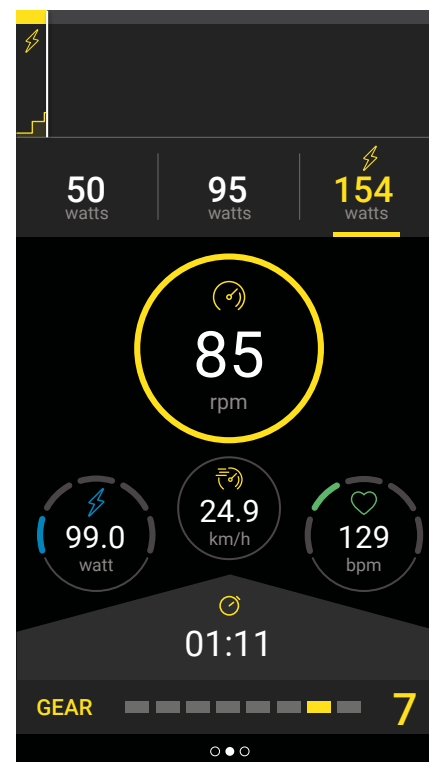 50 95 154
watts watts watts
85
rpm
24.9
km/h
99.0
watt
129
bpm
01:11
GEAR 7